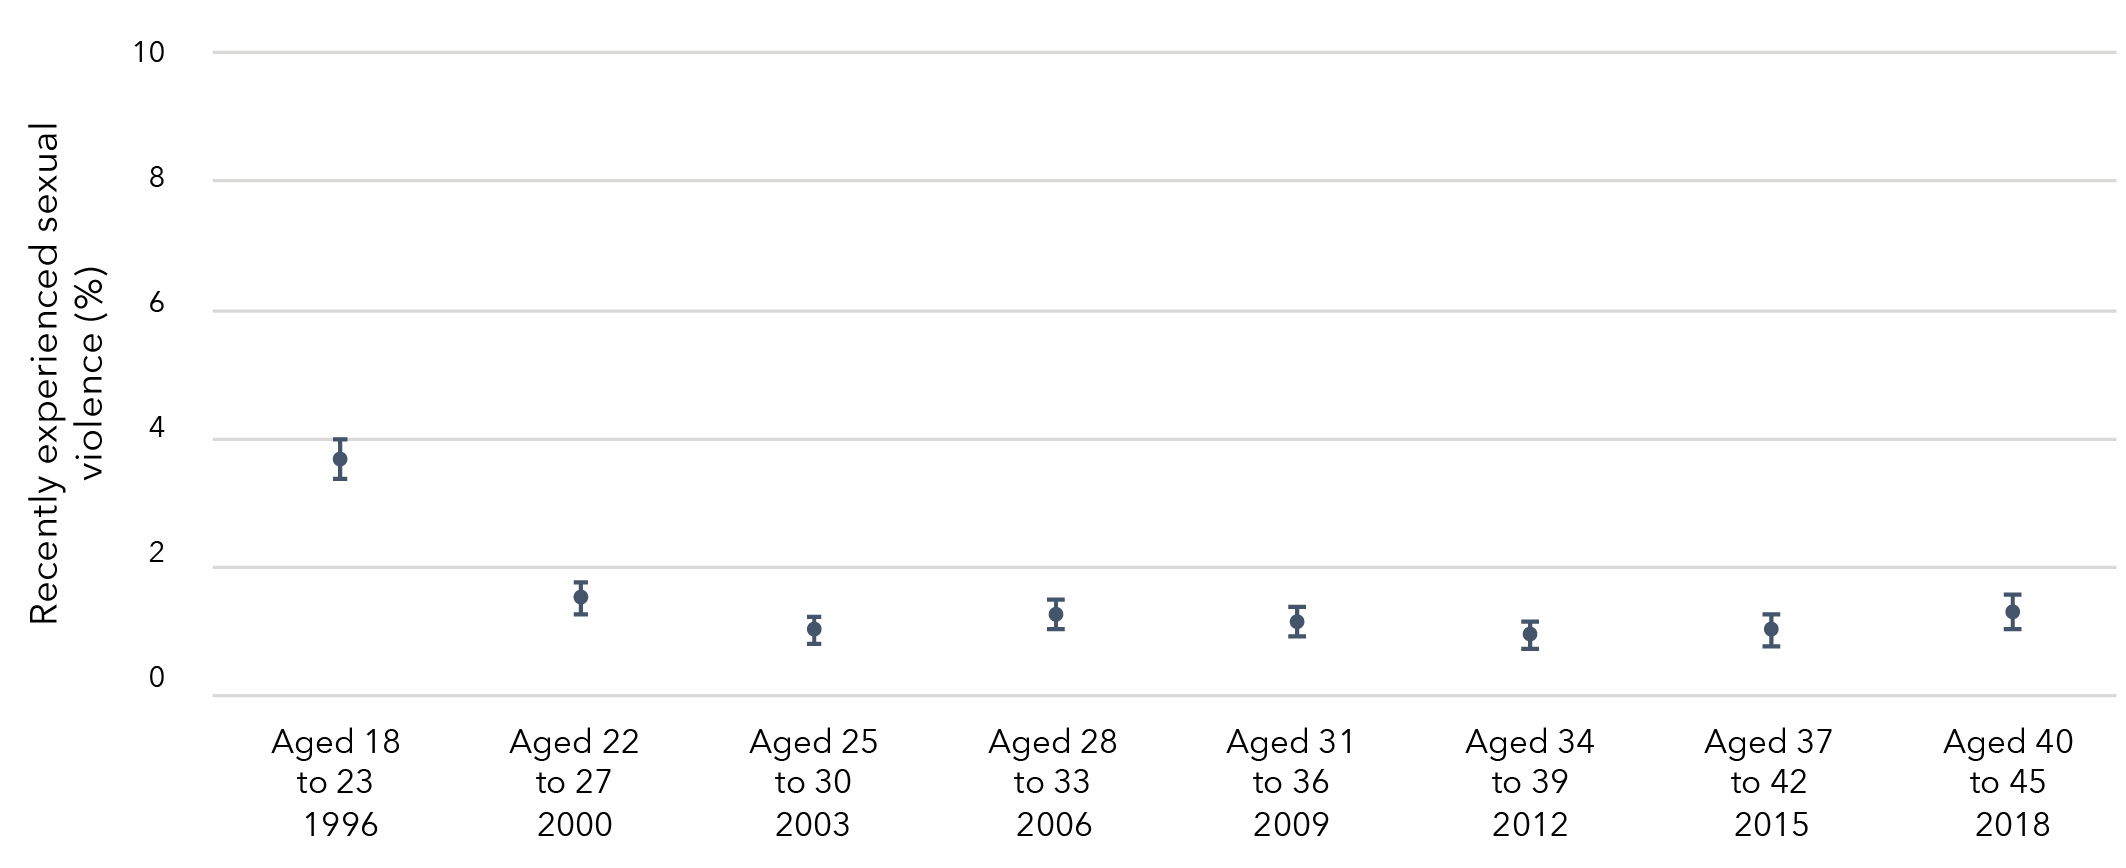 Recently experienced sexual
violence (%)
10
8
6
4
2
0
Aged 18
to 23
1996
Aged 22
to 27
2000
Aged 25
to 30
2003
Aged 28
to 33
2006
Aged 31
to 36
2009
Aged 34
to 39
2012
Aged 37
to 42
2015
Aged 40
to 45
2018